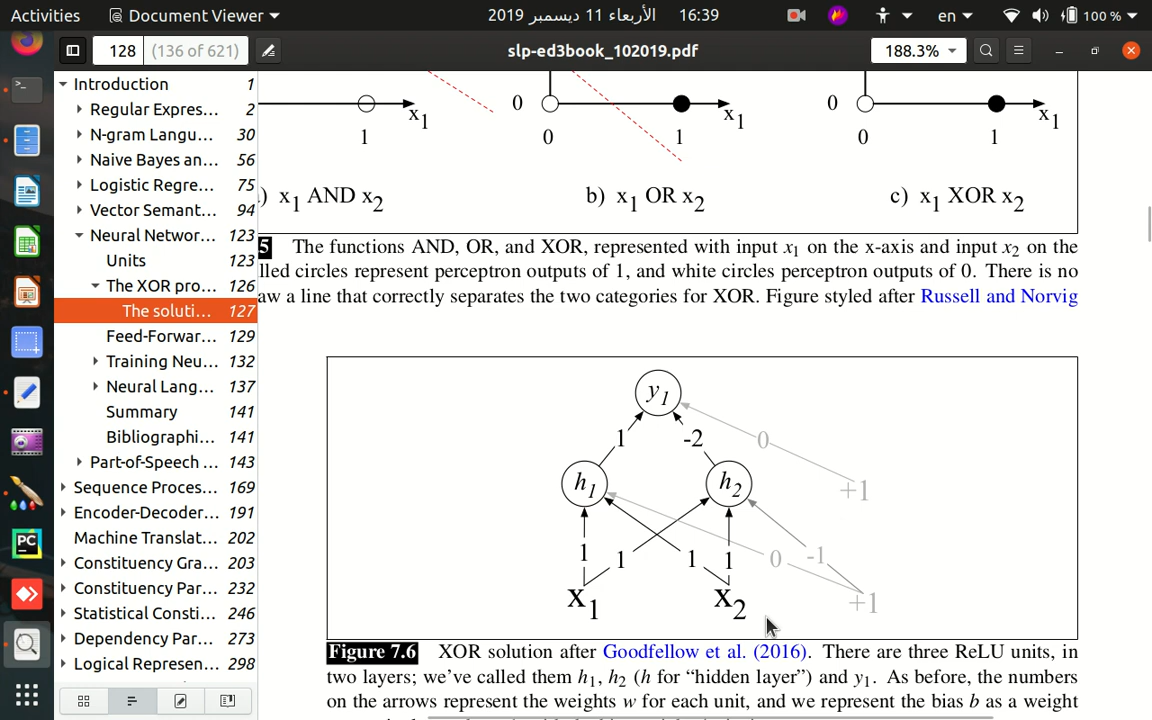 Activities Document Viewer الأربعاء 11 ديسمبر 2019 16:39 en 100 %
128 (136 of 621) slp-ed3book_102019.pdf 188.3%
Introduction 1
Regular Expres... 2
N-gram Langu... 30
Naive Bayes an... 56
Logistic Regre... 75
Vector Semant... 94
Neural Networ... 123
Units 123
The XOR pro... 126
The soluti... 127
Feed-Forwar... 129
Training Neu... 132
Neural Lang... 137
Summary 141
Bibliographi... 141
Part-of-Speech ... 143
Sequence Proces... 169
Encoder-Decoder... 191
Machine Translat... 202
Constituency Gra... 203
Constituency Par... 232
Statistical Consti... 246
Dependency Par... 273
Logical Represen... 298
PC
x1 0 x1 0 x1
1 0 1 0 1
) x1 AND x2 b) x1 OR x2 c) x1 XOR x2
5 The functions AND, OR, and XOR, represented with input x1 on the x-axis and input x2 on the
lled circles represent perceptron outputs of 1, and white circles perceptron outputs of 0. There is no
aw a line that correctly separates the two categories for XOR. Figure styled after Russell and Norvig
y1
1 -2 0
h1 h2 +1
1 1 1 1 0 -1
x1 x2 +1
Figure 7.6 XOR solution after Goodfellow et al. (2016). There are three ReLU units, in
two layers; we've called them h1, h2 (h for “hidden layer”) and y1. As before, the numbers
on the arrows represent the weights w for each unit, and we represent the bias b as a weight